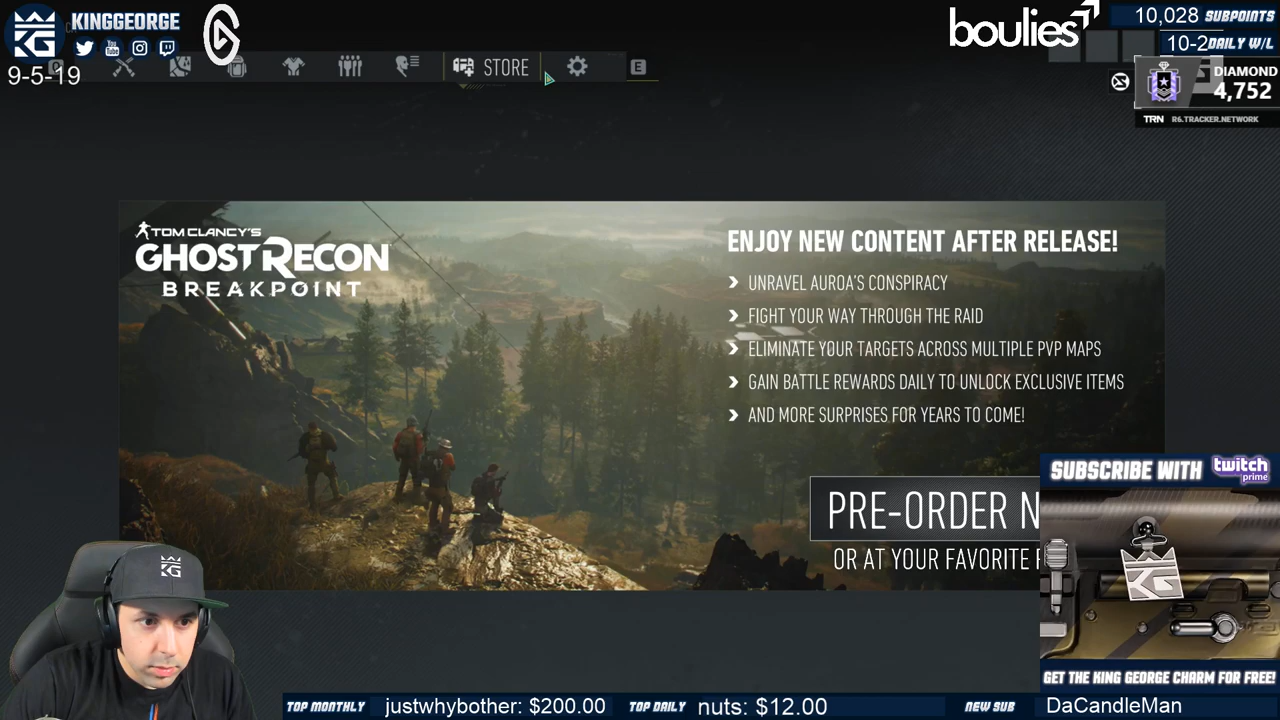 KINGGEORGE
9-5-19
STORE
E
boulies
10,028 SUBPOINTS
10-2 DAILY W/L
DIAMOND
4,752
TRN R6.TRACKER.NETWORK
TOM CLANCY'S
GHOST RECON
BREAKPOINT
ENJOY NEW CONTENT AFTER RELEASE!
UNRAVEL AUROA'S CONSPIRACY
FIGHT YOUR WAY THROUGH THE RAID
ELIMINATE YOUR TARGETS ACROSS MULTIPLE PVP MAPS
GAIN BATTLE REWARDS DAILY TO UNLOCK EXCLUSIVE ITEMS
AND MORE SURPRISES FOR YEARS TO COME!
PRE-ORDER N
OR AT YOUR FAVORITE
SUBSCRIBE WITH twitch prime
KG
GET THE KING GEORGE CHARM FOR FREE!
TOP MONTHLY justwhybother: $200.00 TOP DAILY nuts: $12.00 NEW SUB DaCandleMan